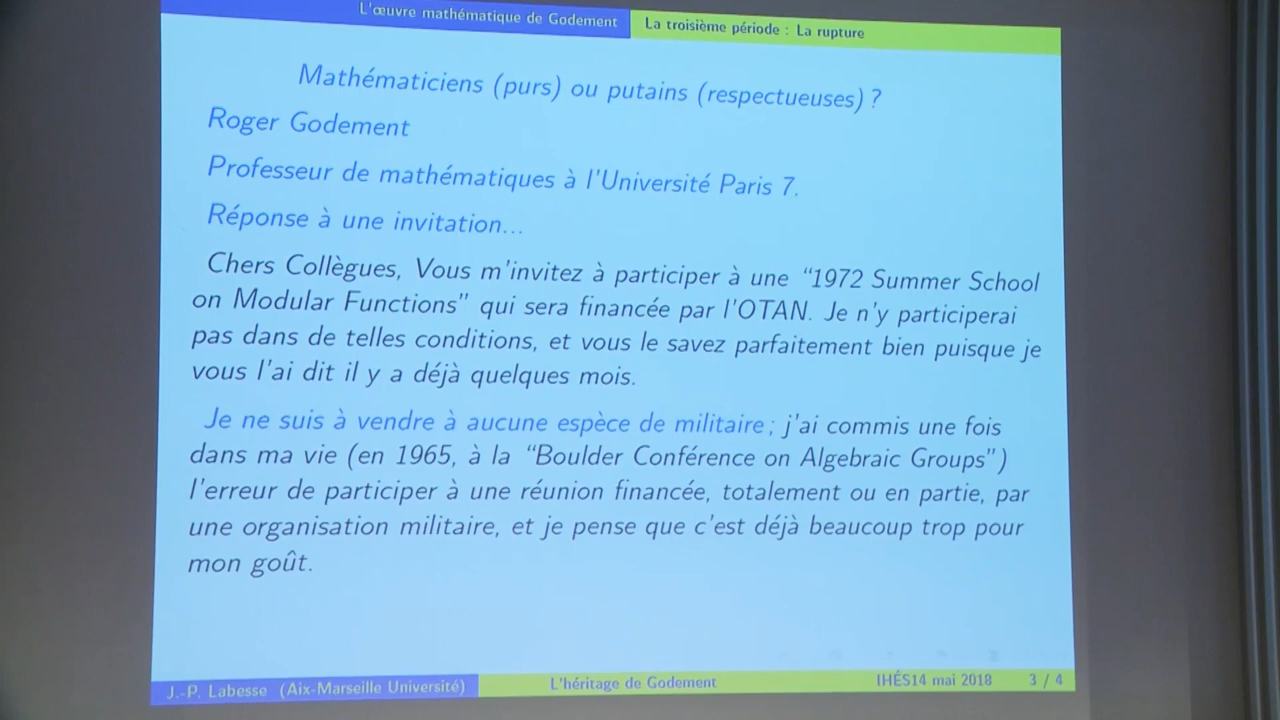 L'œuvre mathématique de Godement La troisième période : La rupture
Mathématiciens (purs) ou putains (respectueuses) ?
Roger Godement
Professeur de mathématiques à l'Université Paris 7.
Réponse à une invitation...
Chers Collègues, Vous m'invitez à participer à une “1972 Summer School
on Modular Functions” qui sera financée par l'OTAN. Je n'y participerai
pas dans de telles conditions, et vous le savez parfaitement bien puisque je
vous l'ai dit il y a déjà quelques mois.
Je ne suis à vendre à aucune espèce de militaire ; j'ai commis une fois
dans ma vie (en 1965, à la “Boulder Conférence on Algebraic Groups”)
l'erreur de participer à une réunion financée, totalement ou en partie, par
une organisation militaire, et je pense que c'est déjà beaucoup trop pour
mon goût.
J.-P. Labesse (Aix-Marseille Université) L'héritage de Godement IHÉS14 mai 2018 3 / 4